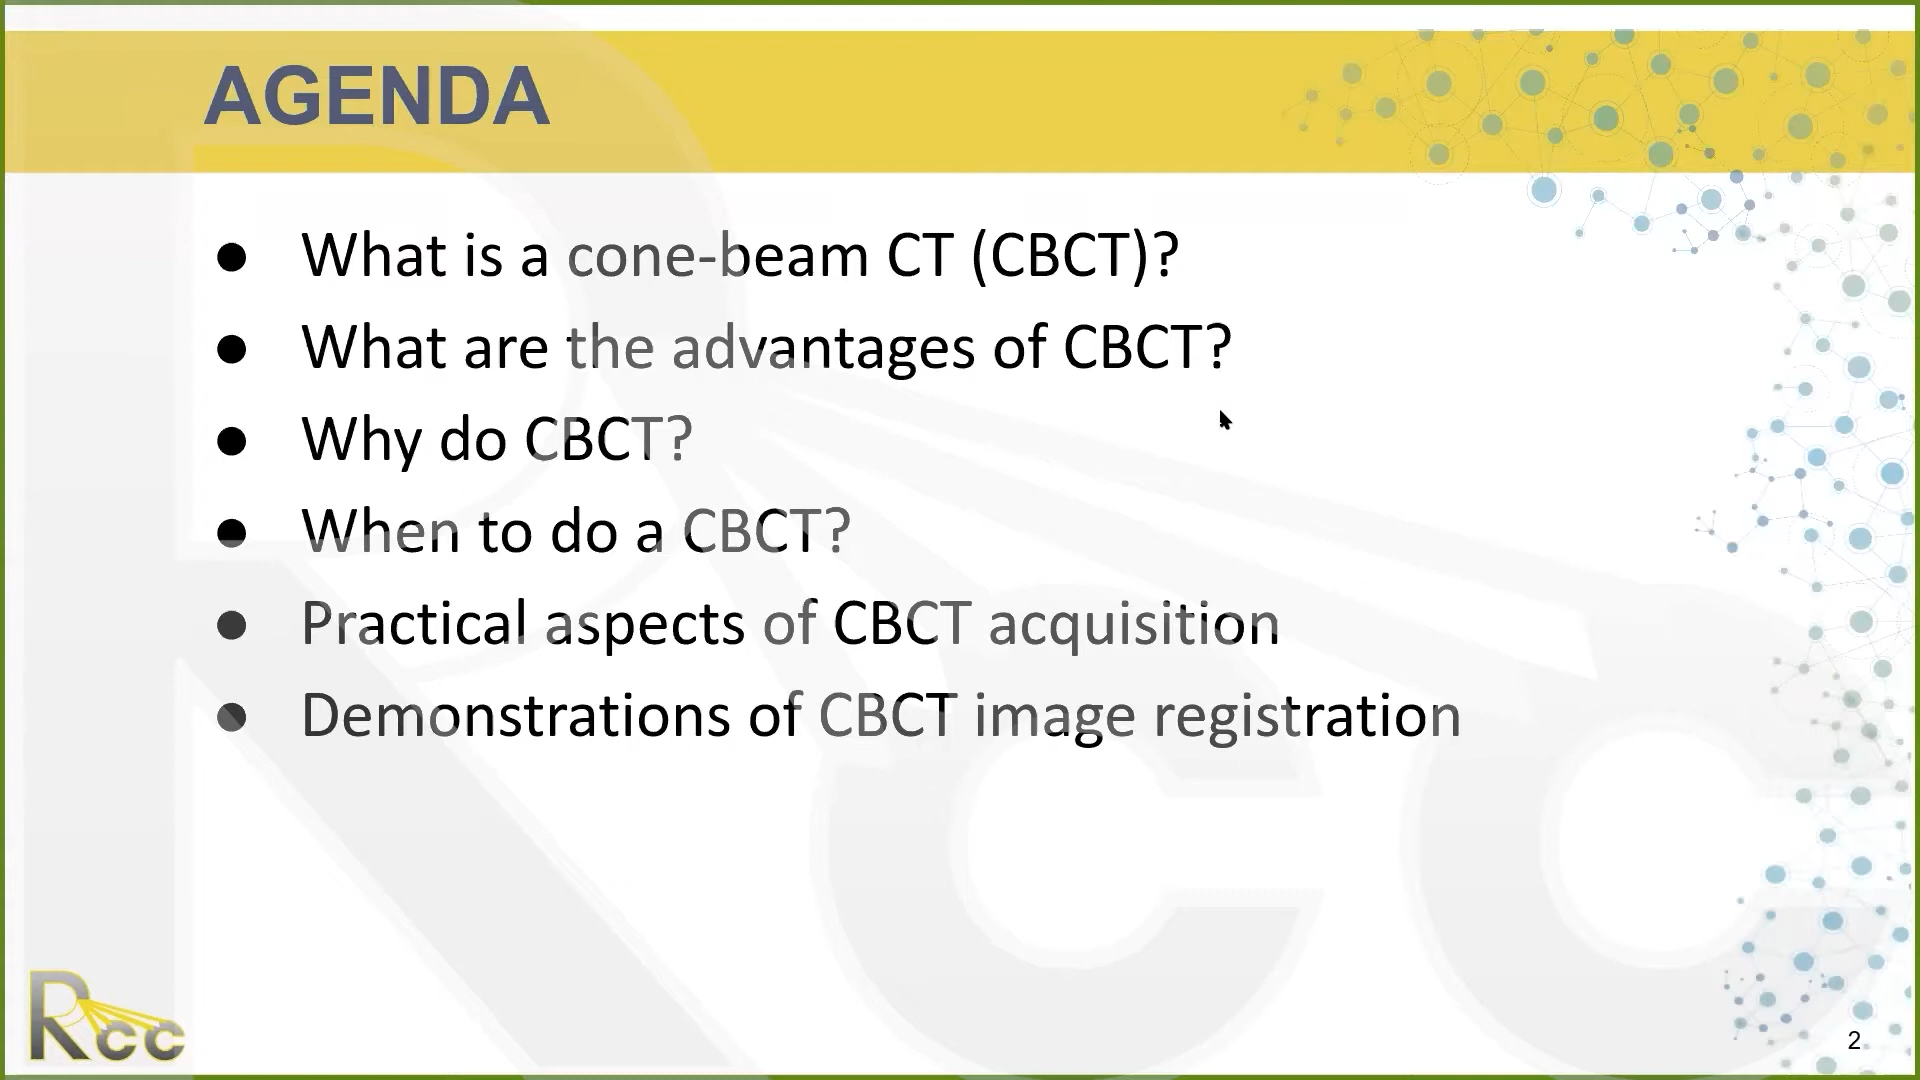 AGENDA
● What is a cone-beam CT (CBCT)?
● What are the advantages of CBCT?
● Why do CBCT?
● When to do a CBCT?
● Practical aspects of CBCT acquisition
● Demonstrations of CBCT image registration
Rcc
2